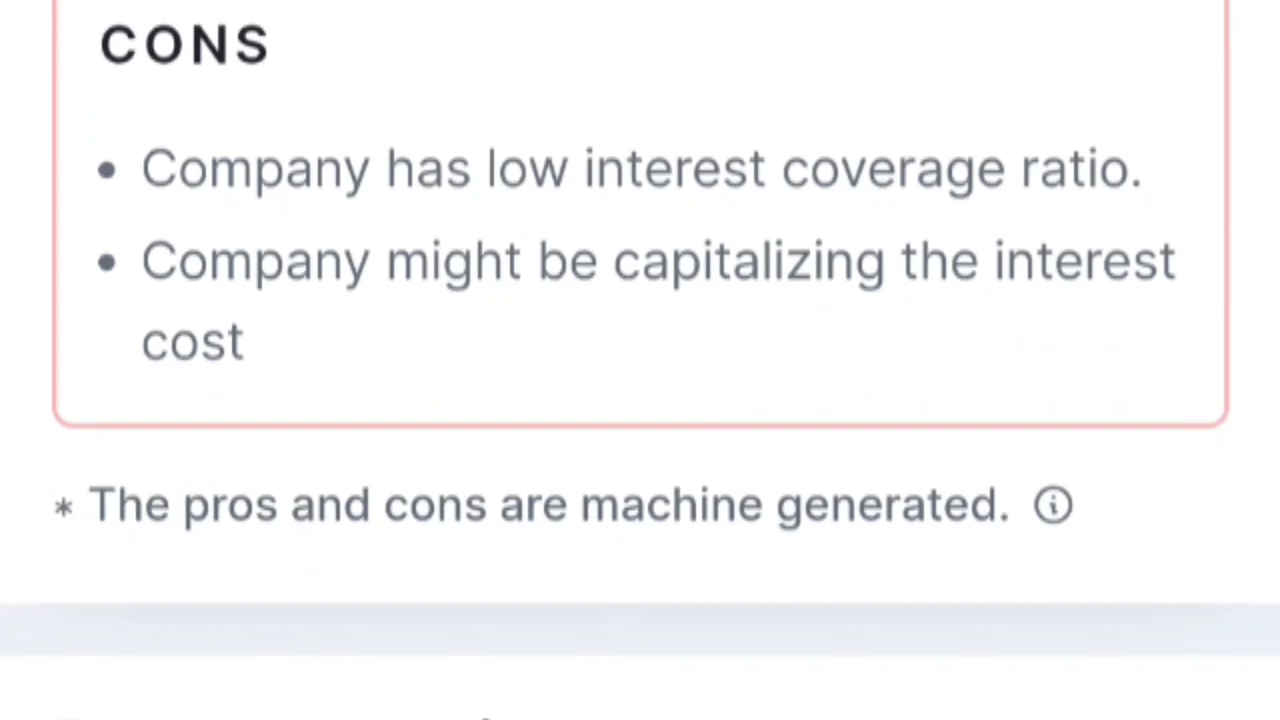 CONS
• Company has low interest coverage ratio.
• Company might be capitalizing the interest
cost
* The pros and cons are machine generated.